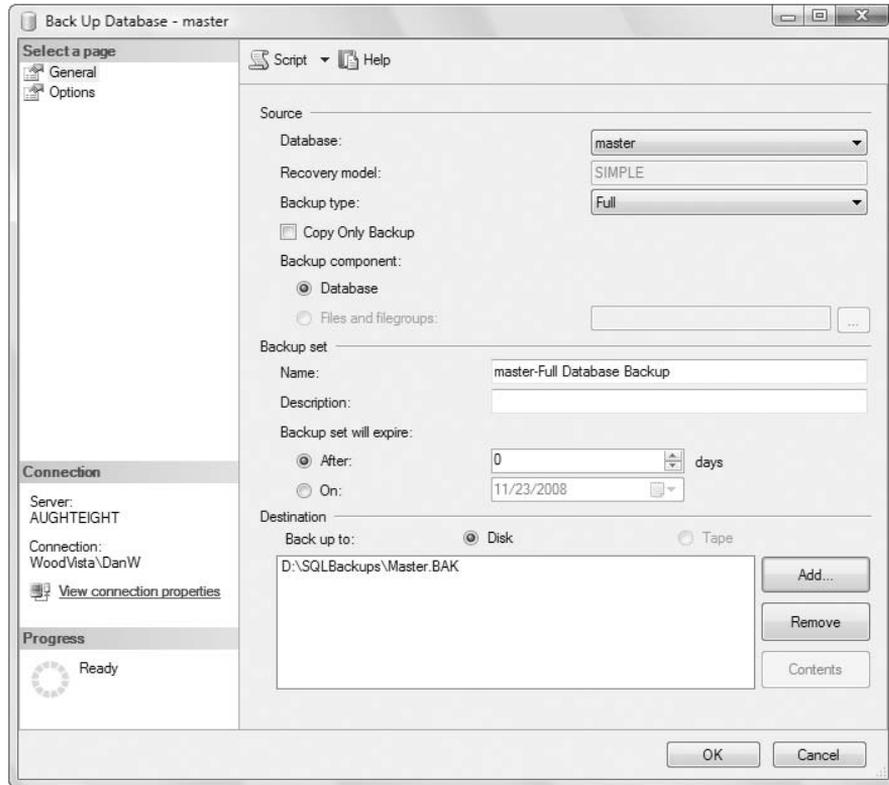 Back Up Database - master
Select a page
General
Options
Script
Help
Source
Database:
master
Recovery model:
SIMPLE
Backup type:
Full
Copy Only Backup
Backup component:
Database
Files and filegroups:
...
Backup set
Name:
master-Full Database Backup
Description:
Backup set will expire:
After:
0
days
On:
11/23/2008
Destination
Back up to:
Disk
Tape
D:\SQLBackups\Master.BAK
Add...
Remove
Contents
Connection
Server:
AUGHTEIGHT
Connection:
WoodVista\DanW
View connection properties
Progress
Ready
OK
Cancel